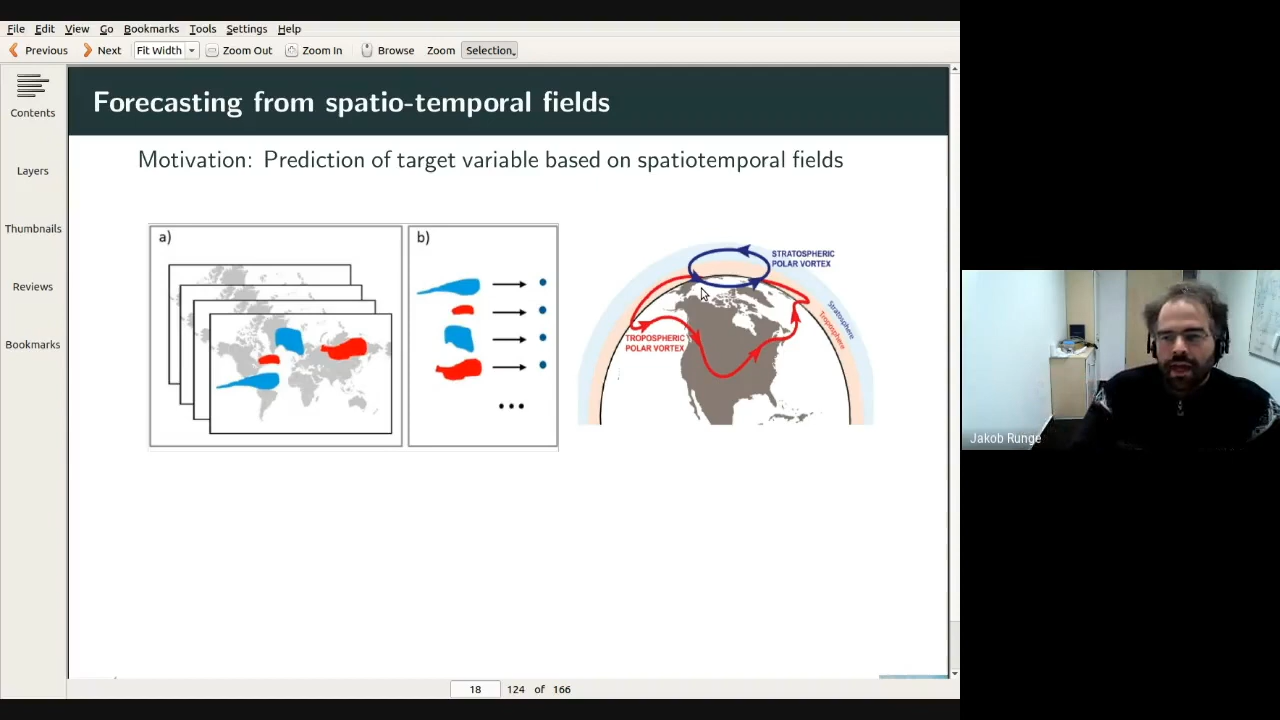 File Edit View Go Bookmarks Tools Settings Help
Previous Next Fit Width Zoom Out Zoom In Browse Zoom Selection
Contents
Layers
Thumbnails
Reviews
Bookmarks
Forecasting from spatio-temporal fields
Motivation: Prediction of target variable based on spatiotemporal fields
a)
b)
STRATOSPHERIC
POLAR VORTEX
TROPOSPHERIC
POLAR VORTEX
Stratosphere
Troposphere
18 124 of 166
Jakob Runge